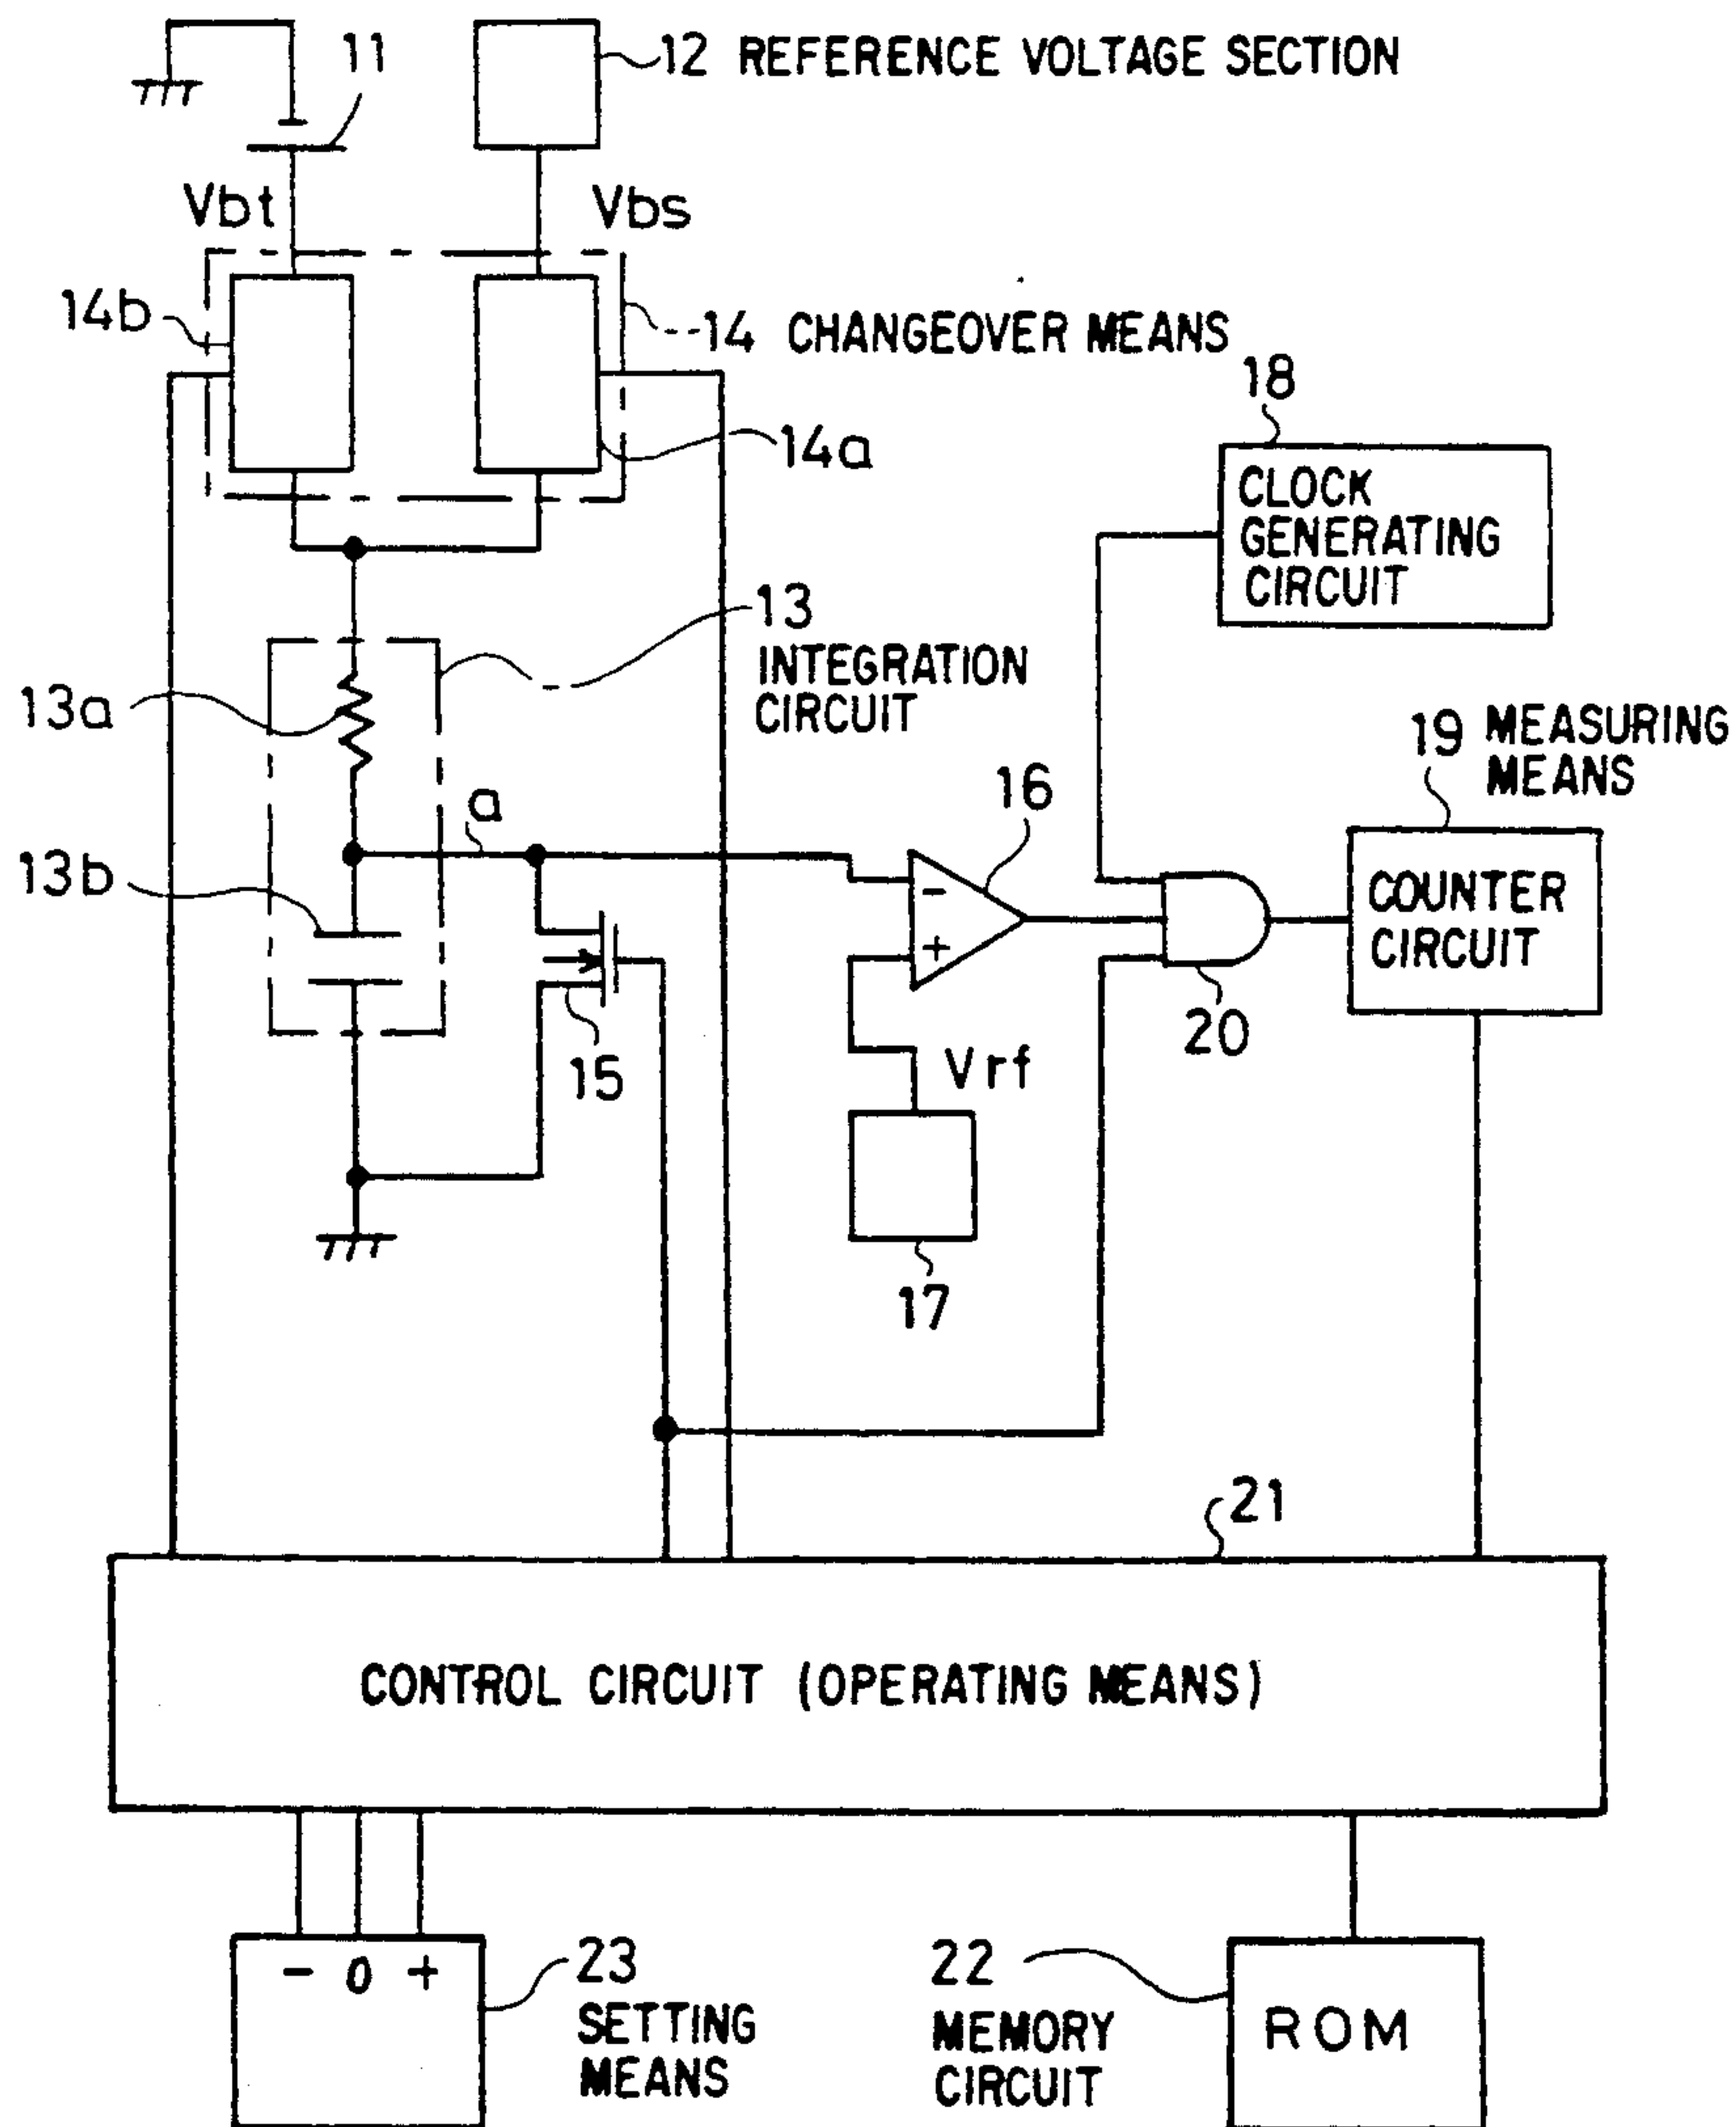 11
12 REFERENCE VOLTAGE SECTION
Vbt
Vbs
14b
14 CHANGEOVER MEANS
14a
18
CLOCK
GENERATING
CIRCUIT
13
INTEGRATION
CIRCUIT
13a
19 MEASURING
MEANS
a
16
13b
-
+
COUNTER
CIRCUIT
20
15
Vrf
17
21
CONTROL CIRCUIT (OPERATING MEANS)
- 0 +
23
SETTING
MEANS
22
MEMORY
CIRCUIT
ROM